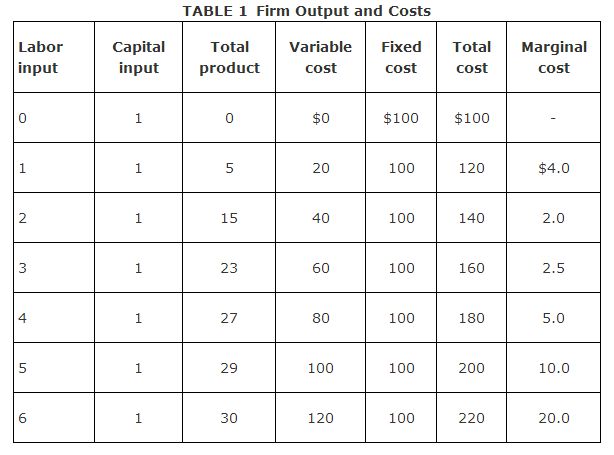 TABLE 1 Firm Output and Costs
Labor input Capital input Total product Variable cost Fixed cost Total cost Marginal cost
0 1 0 $0 $100 $100 -
1 1 5 20 100 120 $4.0
2 1 15 40 100 140 2.0
3 1 23 60 100 160 2.5
4 1 27 80 100 180 5.0
5 1 29 100 100 200 10.0
6 1 30 120 100 220 20.0